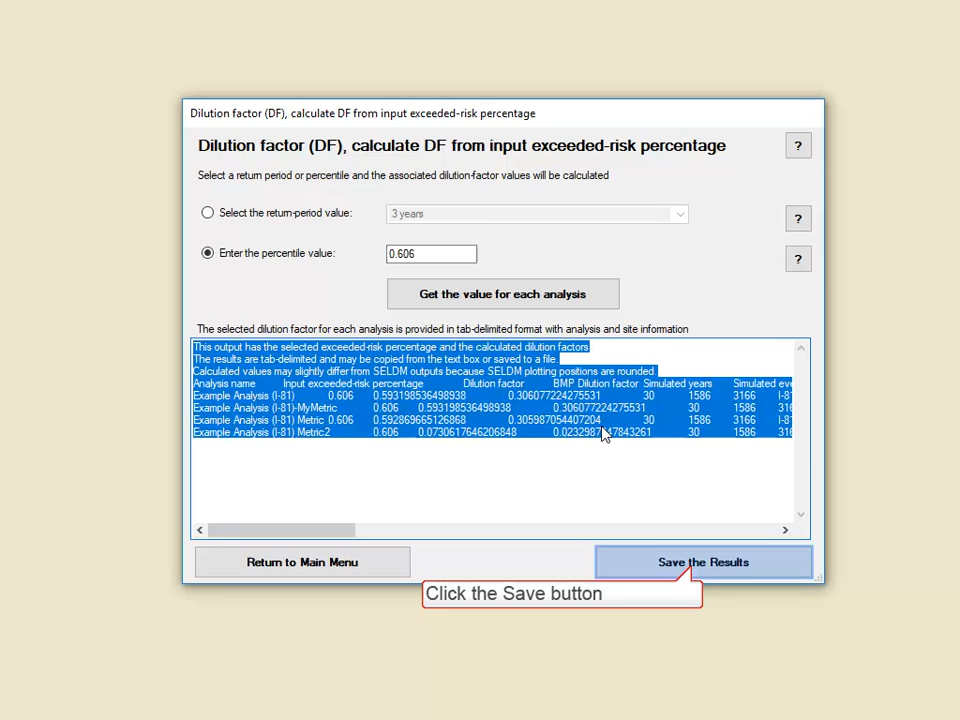 Dilution factor (DF), calculate DF from input exceeded-risk percentage
Dilution factor (DF), calculate DF from input exceeded-risk percentage ?
Select a return period or percentile and the associated dilution-factor values will be calculated
Select the return-period value: 3 years ?
Enter the percentile value: 0.606 ?
Get the value for each analysis
The selected dilution factor for each analysis is provided in tab-delimited format with analysis and site information
This output has the selected exceeded-risk percentage and the calculated dilution factors
The results are tab-delimited and may be copied from the text box or saved to a file.
Calculated values may slightly differ from SELDM outputs because SELDM plotting positions are rounded.
Analysis name Input exceeded-risk percentage Dilution factor BMP Dilution factor Simulated years Simulated eve
Example Analysis (I-81) 0.606 0.593198536498938 0.306077224275531 30 1586 3166 I-81
Example Analysis (I-81)-MyMetric 0.606 0.593198536498938 0.306077224275531 30 1586 3166
Example Analysis (I-81) Metric 0.606 0.592869665126868 0.305987054407204 30 1586 3166 I-8
Example Analysis (I-81) Metric2 0.606 0.0730617646206848 30 1586 316
Return to Main Menu Save the Results
Click the Save button